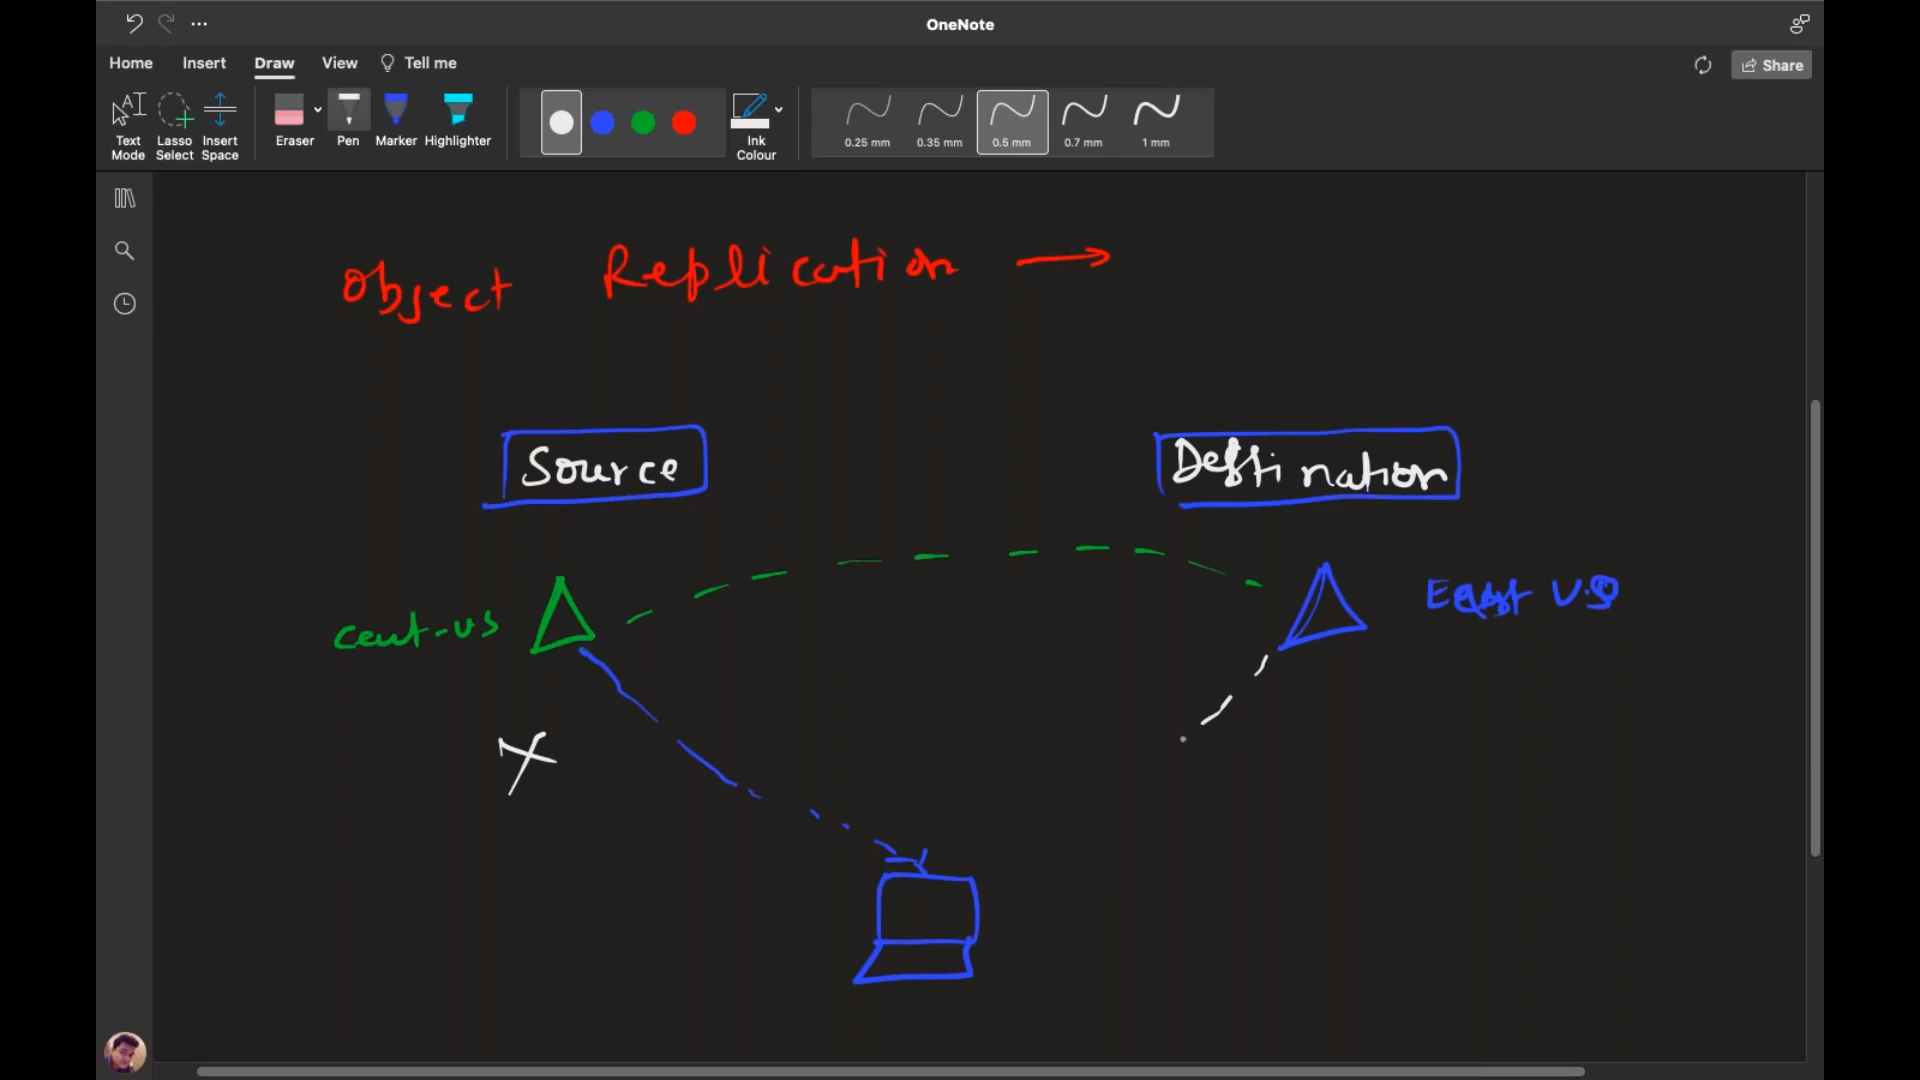 OneNote
Home Insert Draw View Tell me
Share
Text Mode
Lasso Select
Insert Space
Eraser
Pen
Marker
Highlighter
Ink Colour
0.25 mm
0.35 mm
0.5 mm
0.7 mm
1 mm
Object Replication →
Source
Destination
Cent-US
East U.S